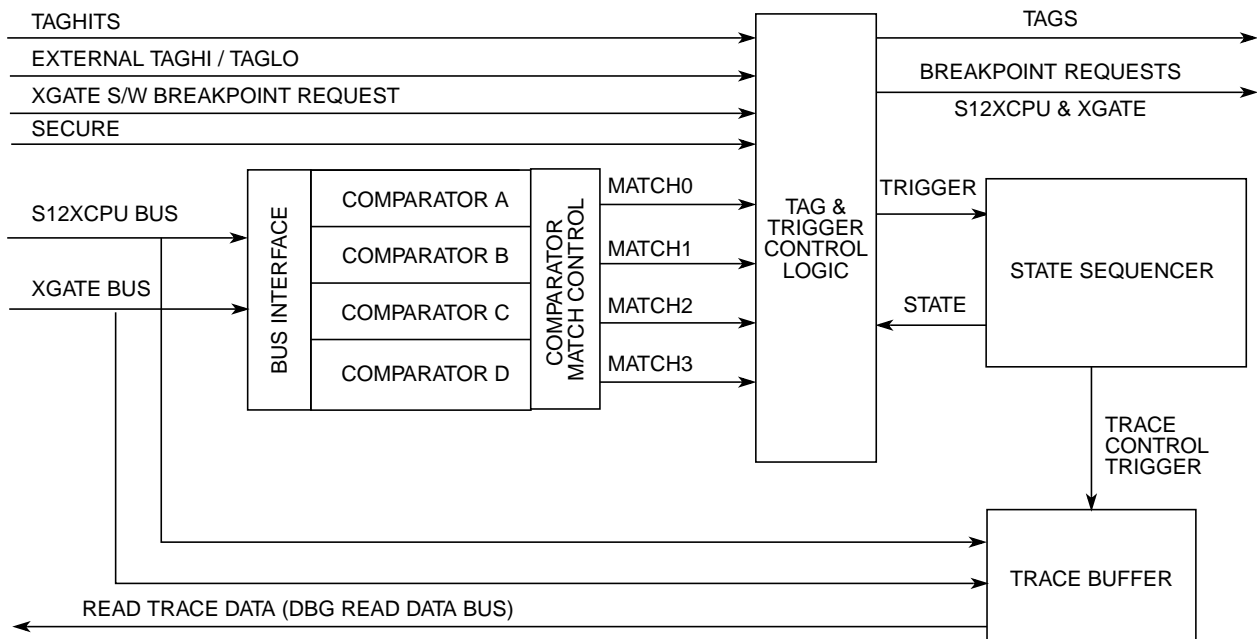 TAGHITS
EXTERNAL TAGHI / TAGLO
XGATE S/W BREAKPOINT REQUEST
SECURE
TAGS
BREAKPOINT REQUESTS
S12XCPU & XGATE
S12XCPU BUS
XGATE BUS
BUS INTERFACE
COMPARATOR A
COMPARATOR B
COMPARATOR C
COMPARATOR D
COMPARATOR
MATCH CONTROL
MATCH0
MATCH1
MATCH2
MATCH3
TAG &
TRIGGER
CONTROL
LOGIC
TRIGGER
STATE
STATE SEQUENCER
TRACE
CONTROL
TRIGGER
TRACE BUFFER
READ TRACE DATA (DBG READ DATA BUS)